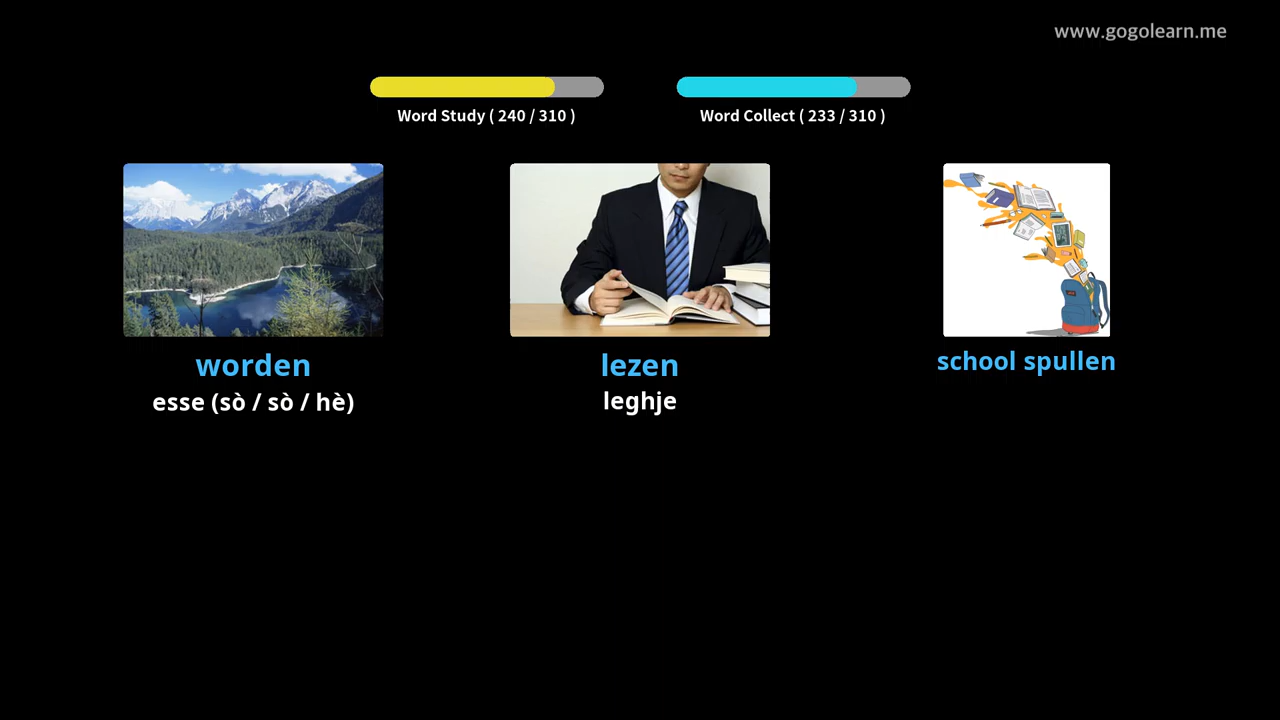 www.gogolearn.me
Word Study ( 240 / 310 )
Word Collect ( 233 / 310 )
worden
lezen
school spullen
esse (sò / sò / hè)
leghje